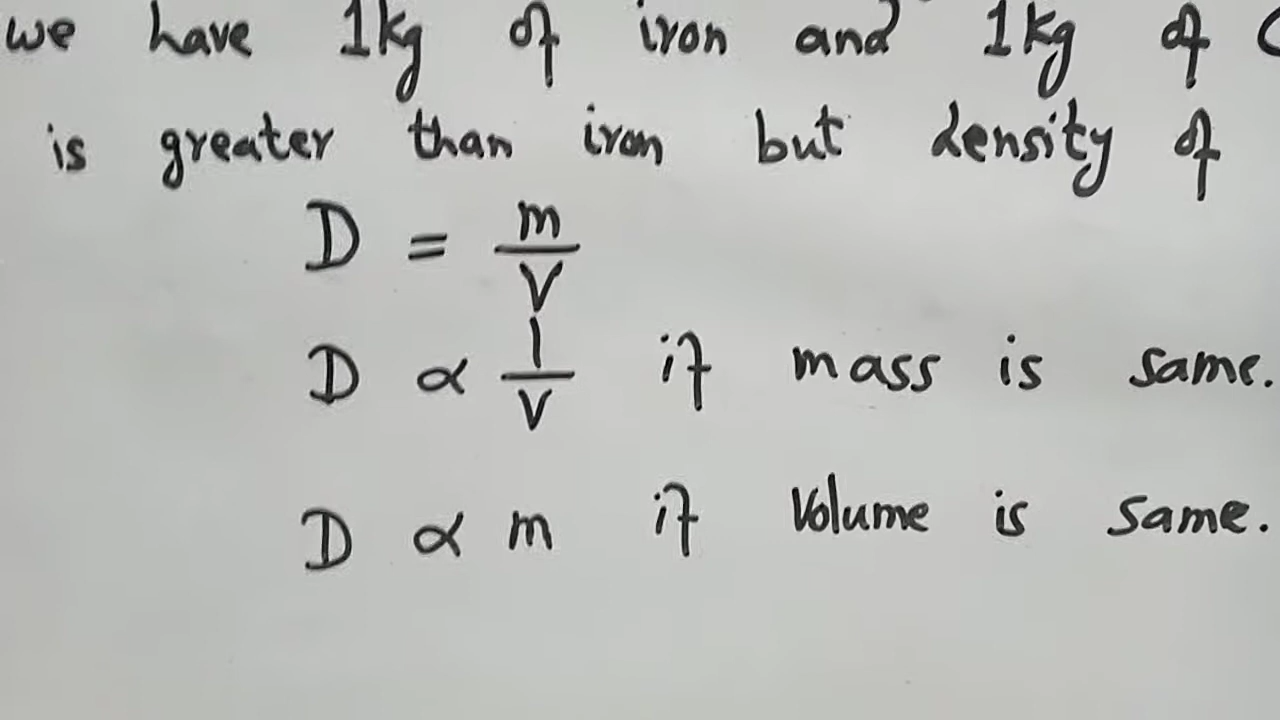 we have 1kg of iron and 1kg of
is greater than iron but density of
D = m/V
D ∝ 1/V if mass is same.
D ∝ m if Volume is same.